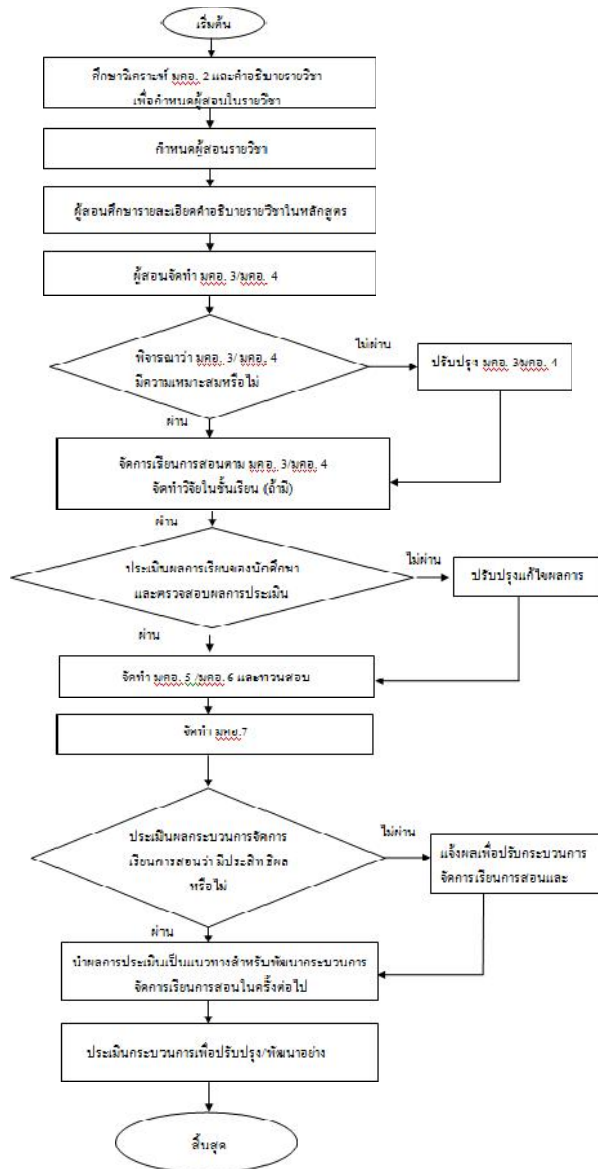 เริ่มต้น
ศึกษาวิเคราะห์ มคอ. 2 และคำอธิบายรายวิชา
เพื่อกำหนดผู้สอนในรายวิชา
กำหนดผู้สอนรายวิชา
ผู้สอนศึกษารายละเอียดคำอธิบายรายวิชาในหลักสูตร
ผู้สอนจัดทำ มคอ. 3/มคอ. 4
พิจารณาว่า มคอ. 3/ มคอ. 4
มีความเหมาะสมหรือไม่
ไม่ผ่าน
ปรับปรุง มคอ. 3/มคอ. 4
ผ่าน
จัดการเรียนการสอนตาม มคอ. 3/มคอ. 4
จัดทำวิจัยในชั้นเรียน (ถ้ามี)
ผ่าน
ประเมินผลการเรียนของนักศึกษา
และตรวจสอบผลการประเมิน
ไม่ผ่าน
ปรับปรุงแก้ไขผลการ
ผ่าน
จัดทำ มคอ. 5 /มคอ. 6 และทวนสอบ
จัดทำ มคอ.7
ประเมินผลกระบวนการจัดการ
เรียนการสอนว่า มีประสิทธิผล
หรือไม่
ไม่ผ่าน
แจ้งผลเพื่อปรับกระบวนการ
จัดการเรียนการสอนและ
ผ่าน
นำผลการประเมินเป็นแนวทางสำหรับพัฒนากระบวนการ
จัดการเรียนการสอนในครั้งต่อไป
ประเมินกระบวนการเพื่อปรับปรุง/พัฒนาอย่าง
สิ้นสุด